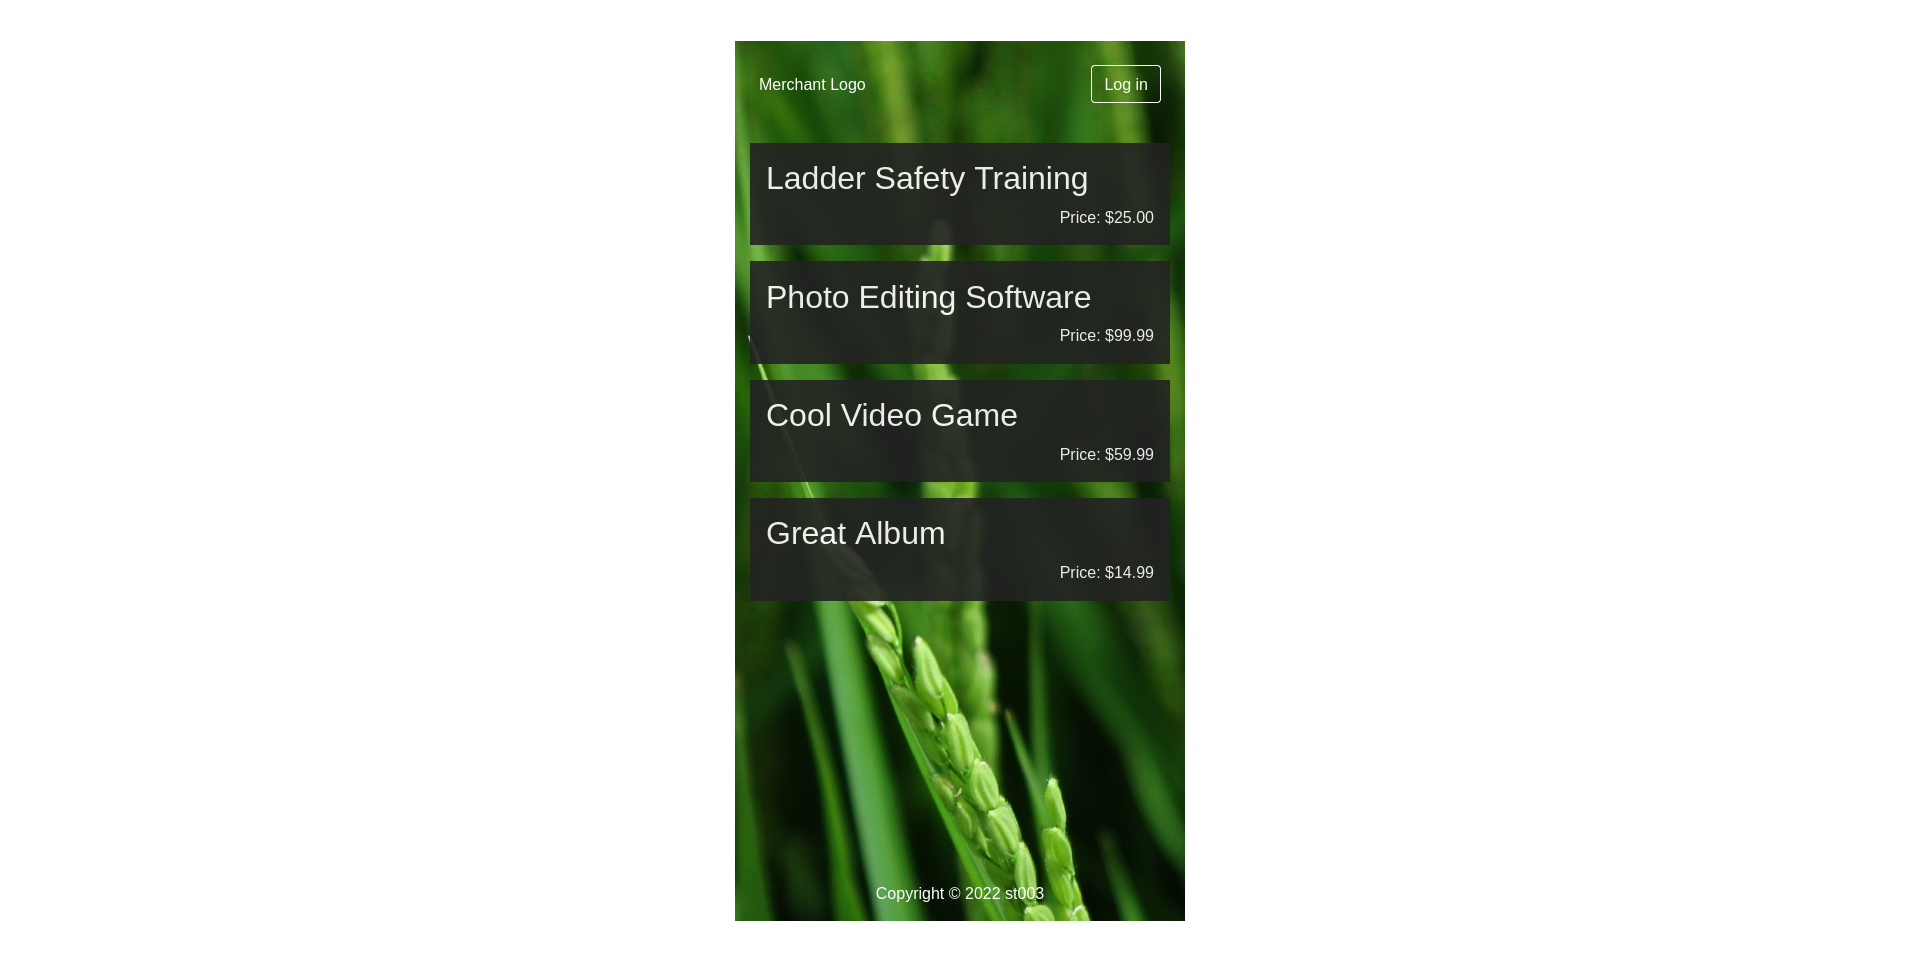 Merchant Logo
Log in
Ladder Safety Training
Price: $25.00
Photo Editing Software
Price: $99.99
Cool Video Game
Price: $59.99
Great Album
Price: $14.99
Copyright © 2022 st003